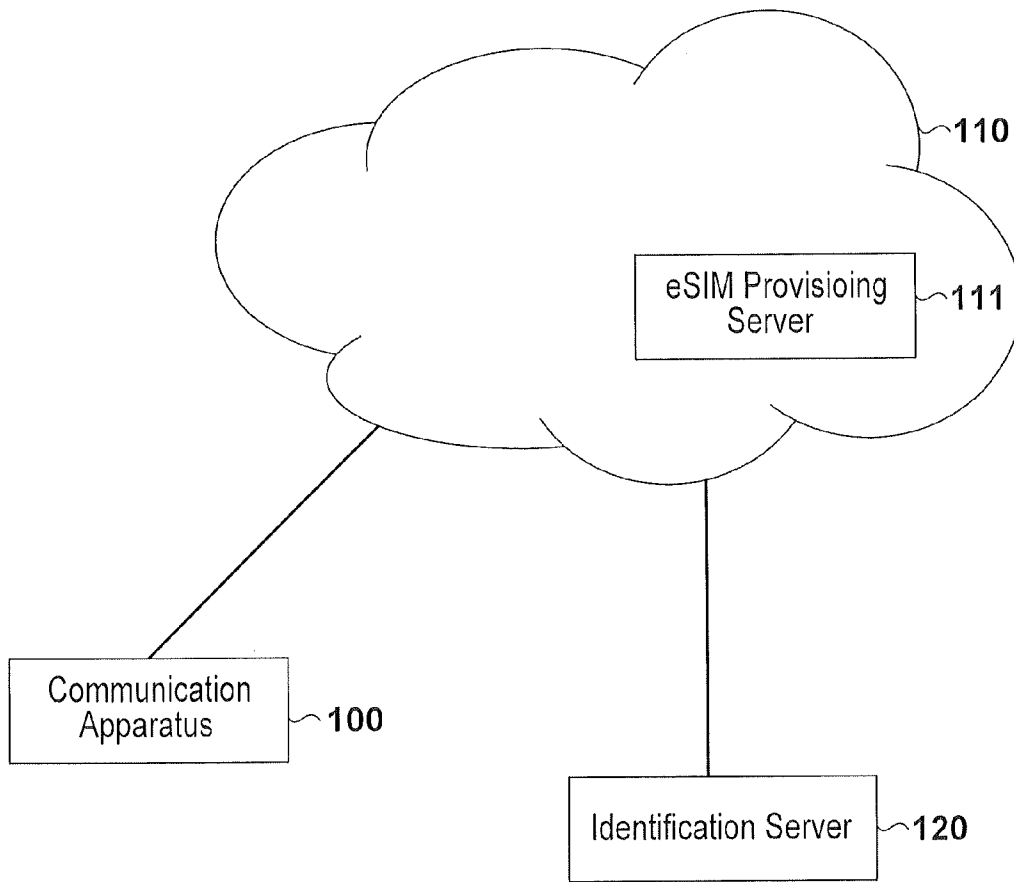 110
eSIM Provisioing
Server
111
Communication
Apparatus
100
Identification Server
120